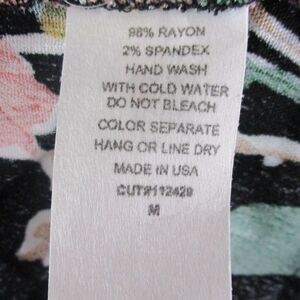 98% RAYON
2% SPANDEX
HAND WASH
WITH COLD WATER
DO NOT BLEACH
COLOR SEPARATE
HANG OR LINE DRY
MADE IN USA
CUT#112429
M